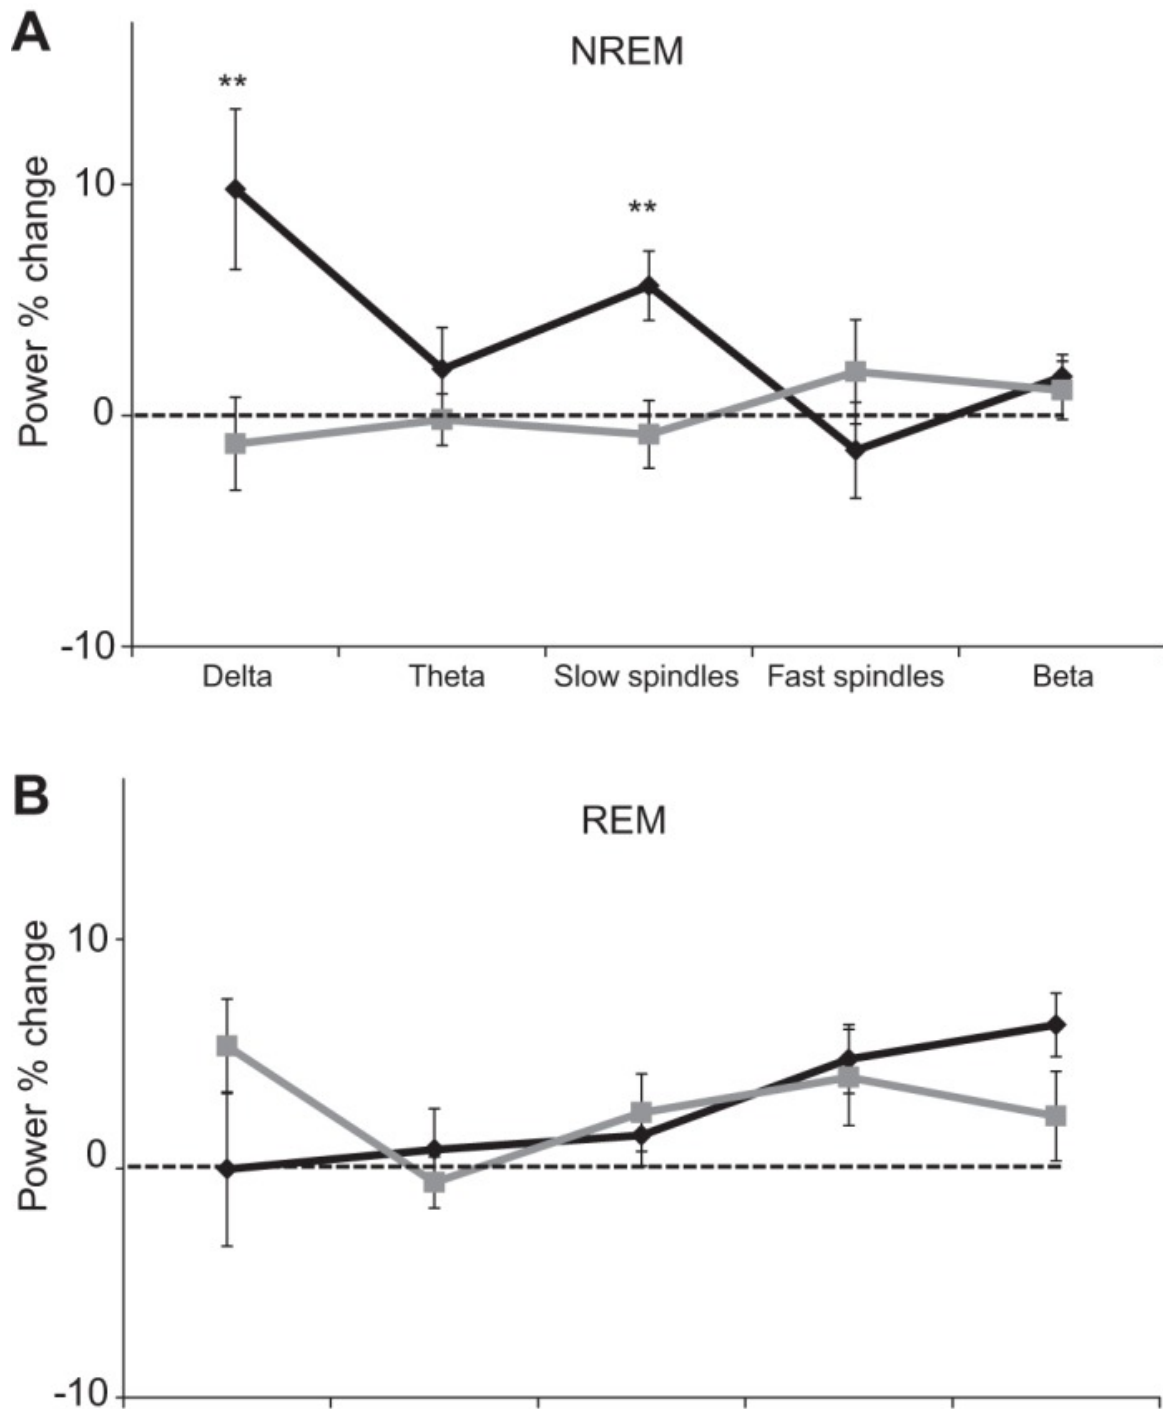 A
NREM
**
**
Power % change
10
0
-10
Delta Theta Slow spindles Fast spindles Beta
B
REM
Power % change
10
0
-10